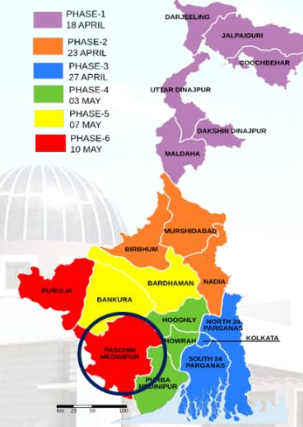 PHASE-1
18 APRIL
PHASE-2
23 APRIL
PHASE-3
27 APRIL
PHASE-4
03 MAY
PHASE-5
07 MAY
PHASE-6
10 MAY
DARJEELING
JALPAIGURI
COOCHBEHAR
UTTAR DINAJPUR
DAKSHIN DINAJPUR
MALDAHA
MURSHIDABAD
BIRBHUM
BARDHAMAN
NADIA
PURULIA
BANKURA
HOOGHLY
NORTH 24
PARGANAS
HOWRAH
KOLKATA
PASCHIM
MEDINIPUR
SOUTH 24
PARGANAS
PURBA
MEDINIPUR
Km 25 50 100